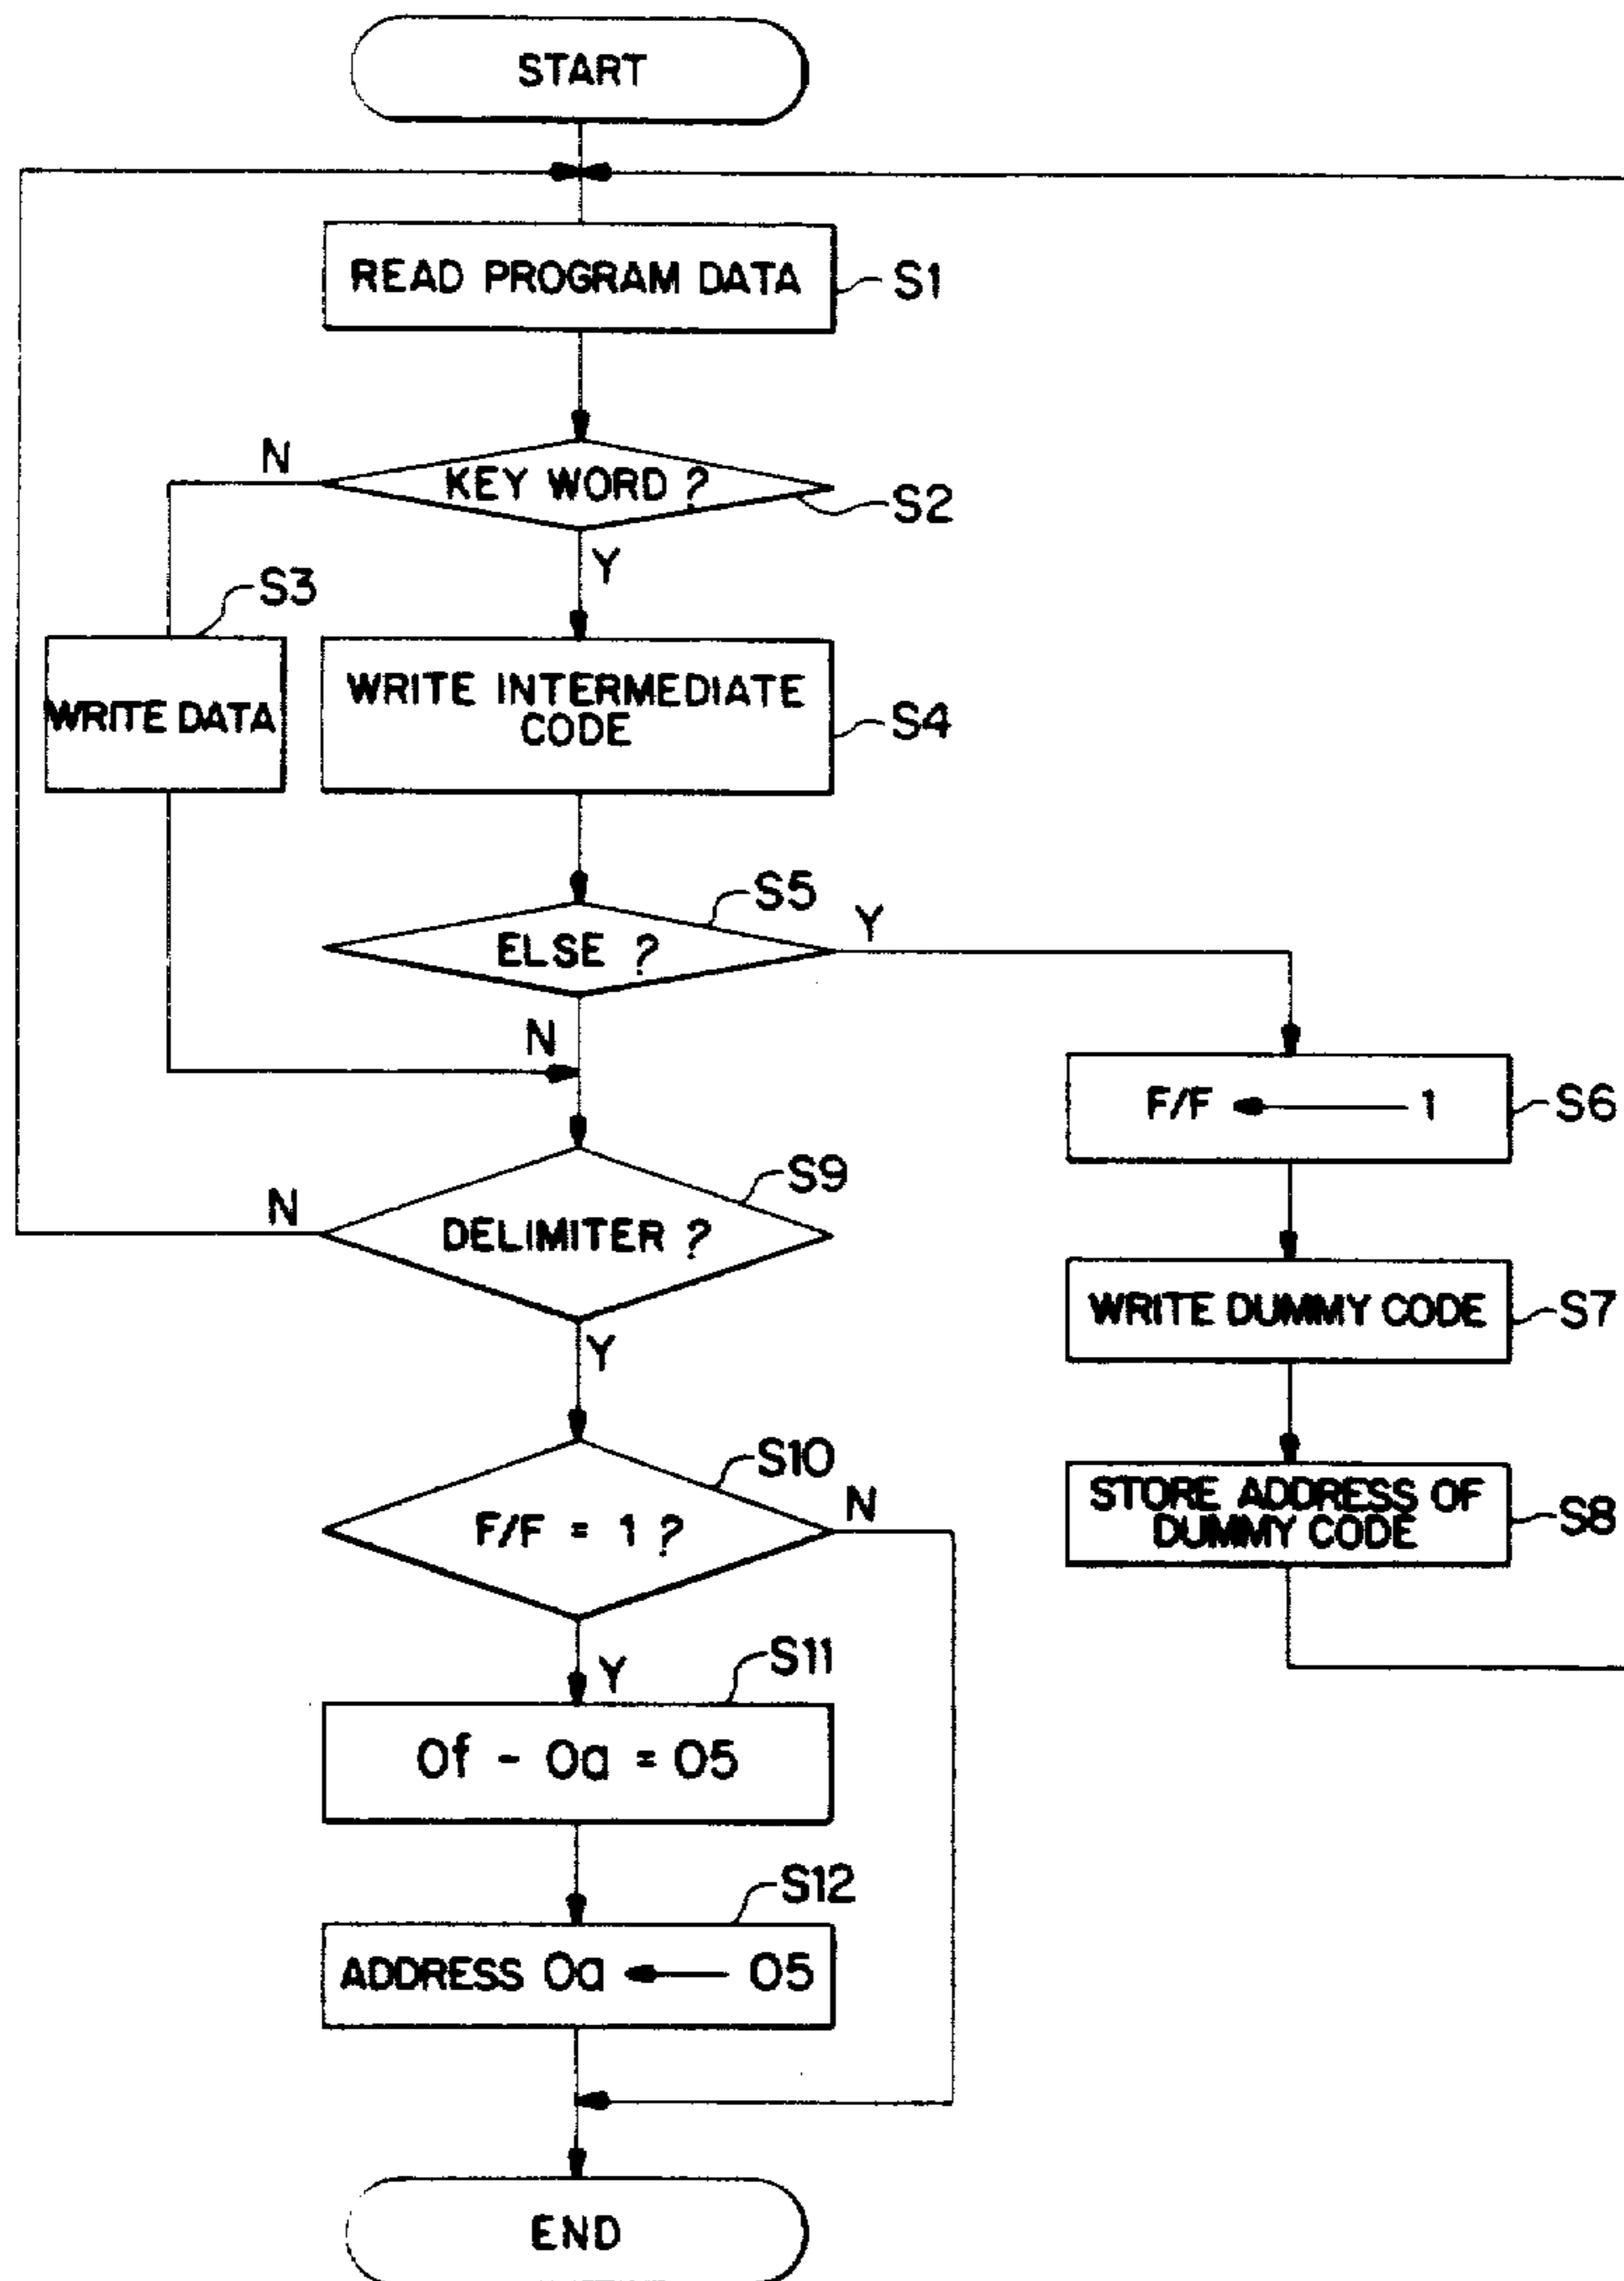 START
READ PROGRAM DATA
S1
N
KEY WORD ?
S2
Y
S3
WRITE DATA
WRITE INTERMEDIATE
CODE
S4
S5
ELSE ?
Y
N
F/F ← 1
S6
S9
N
DELIMITER ?
Y
WRITE DUMMY CODE
S7
S10
F/F = 1 ?
N
STORE ADDRESS OF
DUMMY CODE
S8
Y
S11
0f - 0a = 05
S12
ADDRESS 0a ← 05
END